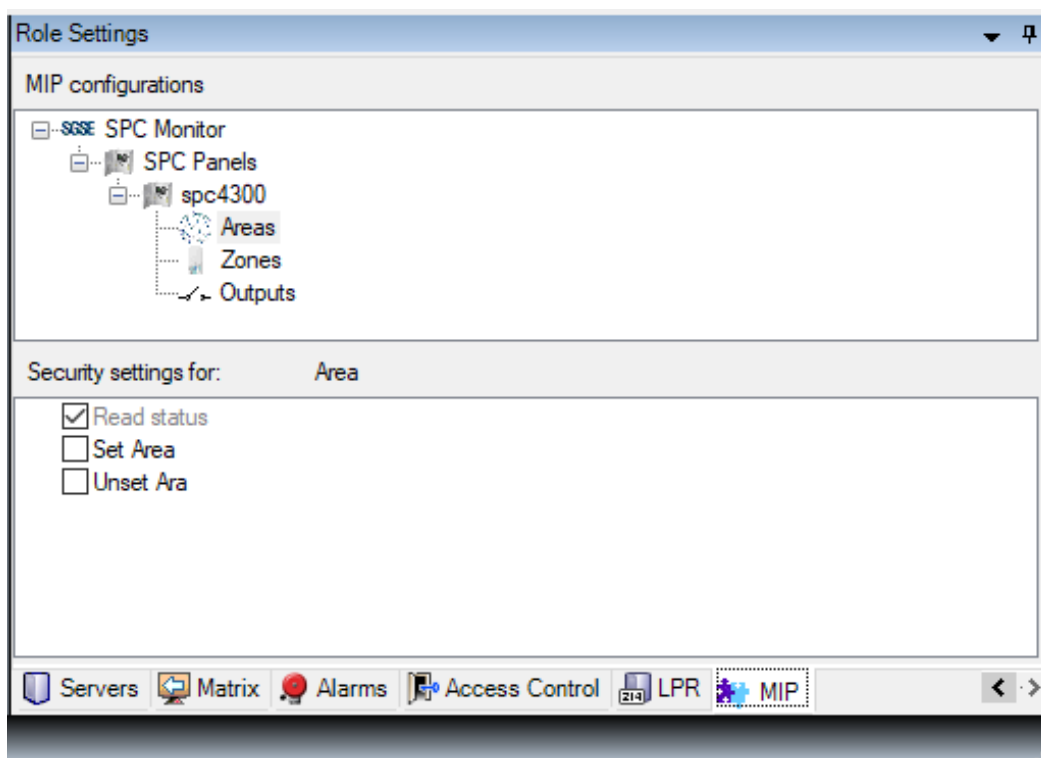 Role Settings
MIP configurations
SGSE SPC Monitor
SPC Panels
spc4300
Areas
Zones
Outputs
Security settings for: Area
Read status
Set Area
Unset Ara
Servers Matrix Alarms Access Control 214 LPR MIP